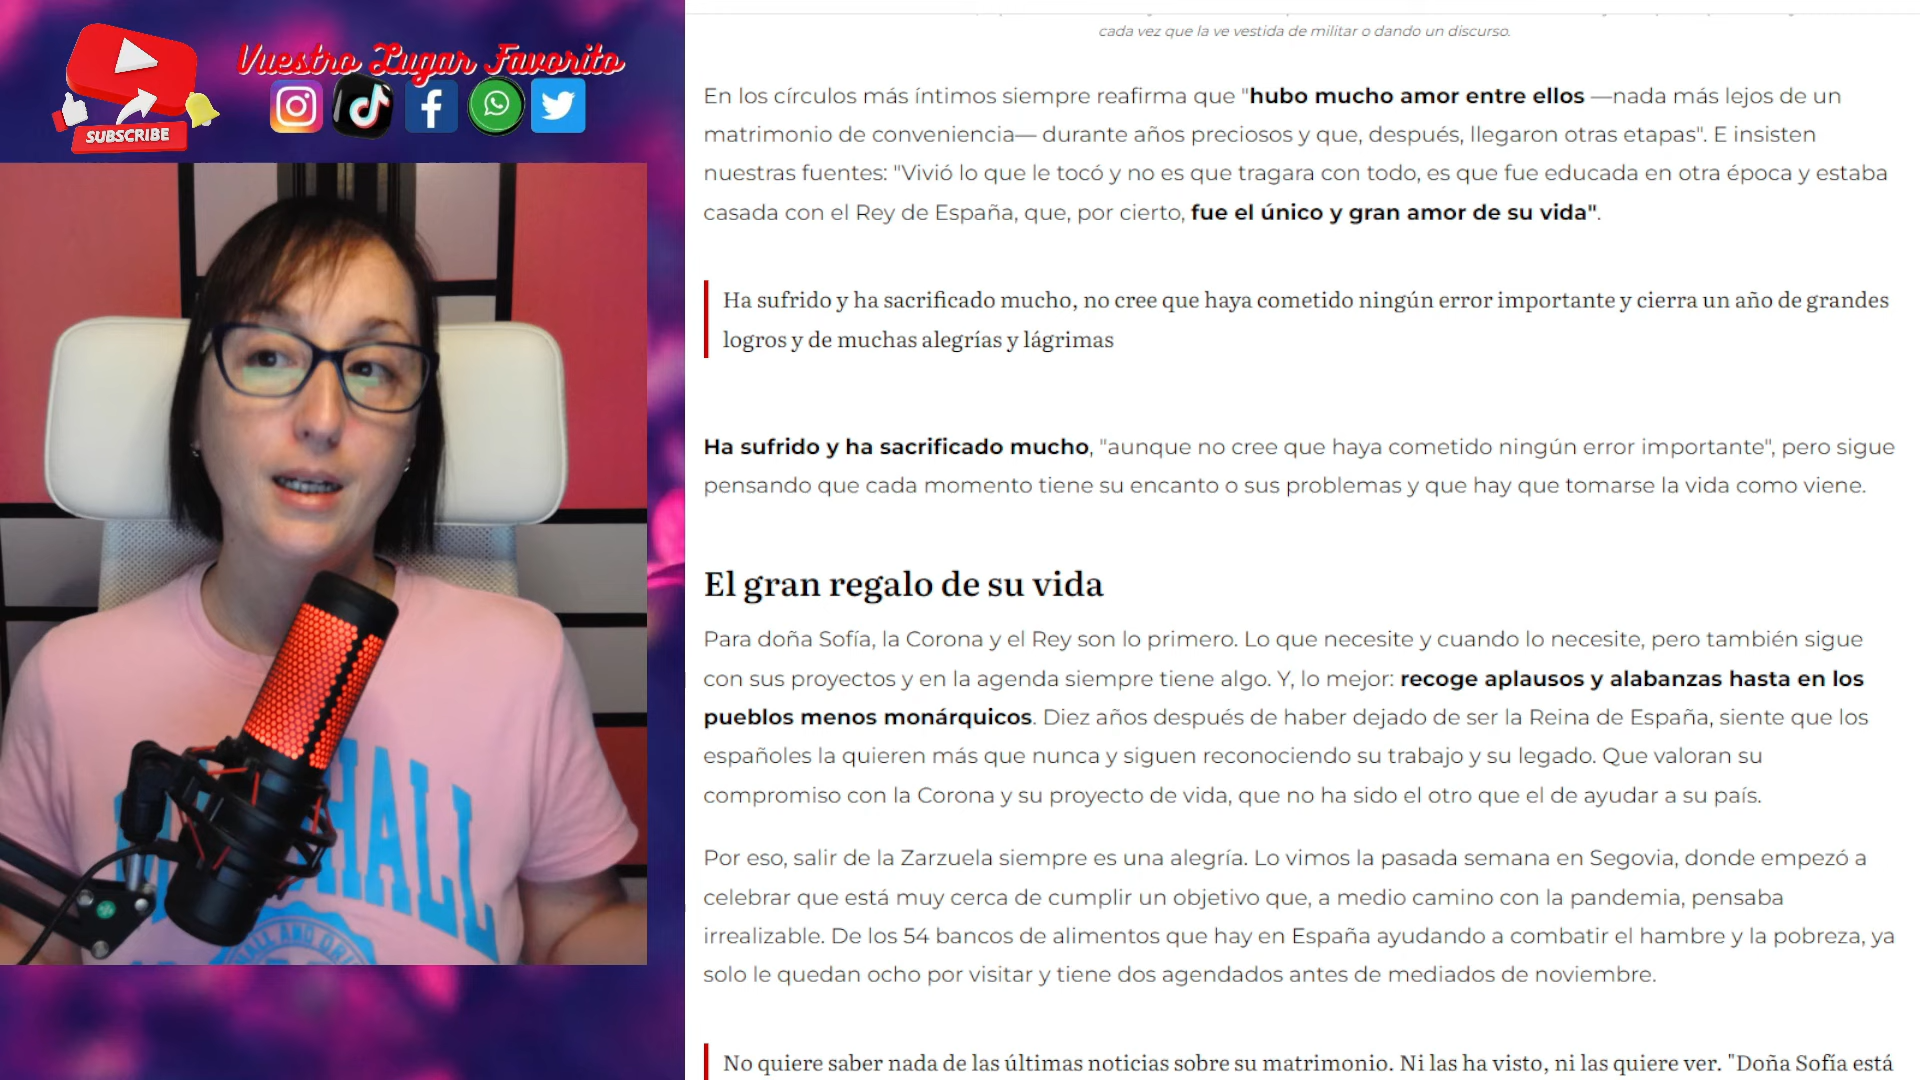 Vuestro Lugar Favorito
SUBSCRIBE
HALL
cada vez que la ve vestida de militar o dando un discurso.
En los círculos más íntimos siempre reafirma que "hubo mucho amor entre ellos —nada más lejos de un
matrimonio de conveniencia— durante años preciosos y que, después, llegaron otras etapas". E insisten
nuestras fuentes: "Vivió lo que le tocó y no es que tragara con todo, es que fue educada en otra época y estaba
casada con el Rey de España, que, por cierto, fue el único y gran amor de su vida".
Ha sufrido y ha sacrificado mucho, no cree que haya cometido ningún error importante y cierra un año de grandes
logros y de muchas alegrías y lágrimas
Ha sufrido y ha sacrificado mucho, "aunque no cree que haya cometido ningún error importante", pero sigue
pensando que cada momento tiene su encanto o sus problemas y que hay que tomarse la vida como viene.
El gran regalo de su vida
Para doña Sofía, la Corona y el Rey son lo primero. Lo que necesite y cuando lo necesite, pero también sigue
con sus proyectos y en la agenda siempre tiene algo. Y, lo mejor: recoge aplausos y alabanzas hasta en los
pueblos menos monárquicos. Diez años después de haber dejado de ser la Reina de España, siente que los
españoles la quieren más que nunca y siguen reconociendo su trabajo y su legado. Que valoran su
compromiso con la Corona y su proyecto de vida, que no ha sido el otro que el de ayudar a su país.
Por eso, salir de la Zarzuela siempre es una alegría. Lo vimos la pasada semana en Segovia, donde empezó a
celebrar que está muy cerca de cumplir un objetivo que, a medio camino con la pandemia, pensaba
irrealizable. De los 54 bancos de alimentos que hay en España ayudando a combatir el hambre y la pobreza, ya
solo le quedan ocho por visitar y tiene dos agendados antes de mediados de noviembre.
No quiere saber nada de las últimas noticias sobre su matrimonio. Ni las ha visto, ni las quiere ver. "Doña Sofía está